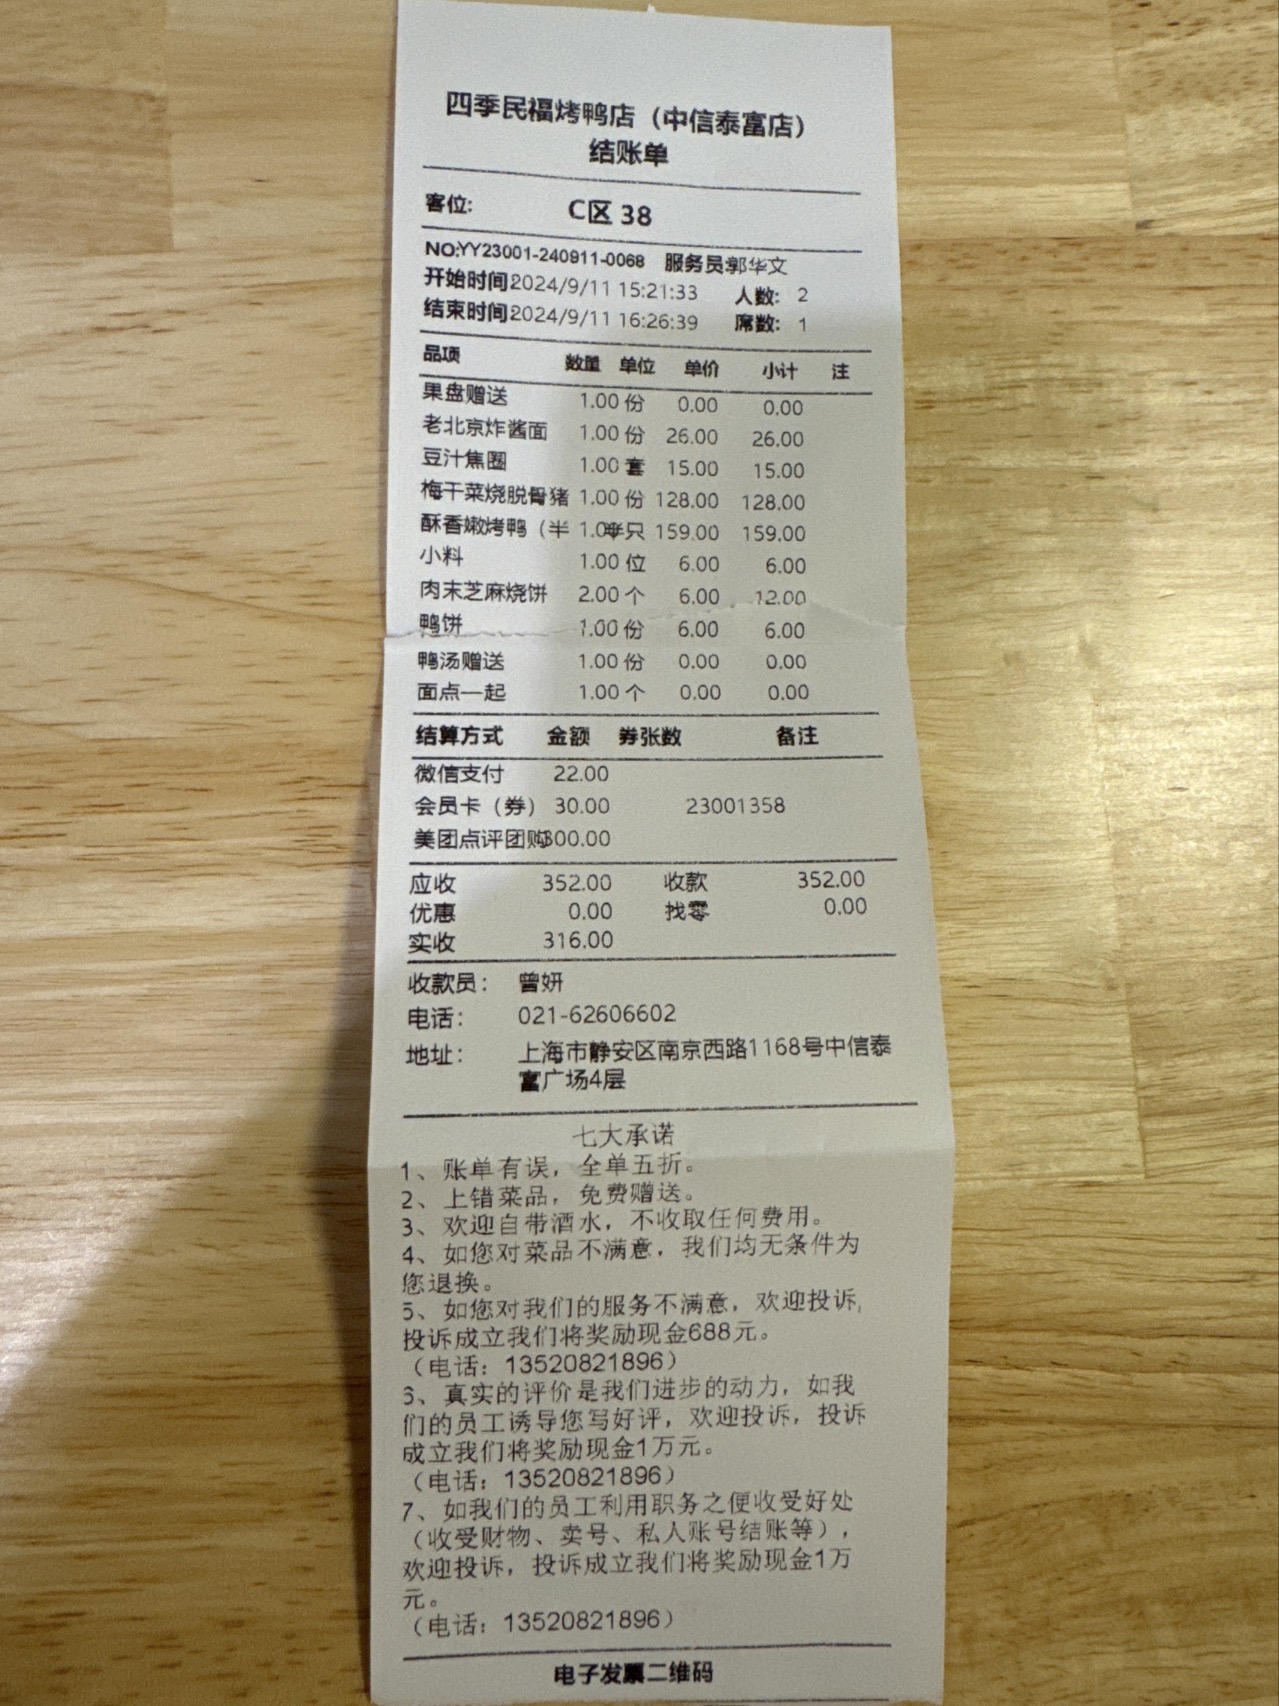 四季民福烤鸭店（中信泰富店）
结账单
客位: C区 38
NO:YY23001-240911-0068 服务员郭华文
开始时间2024/9/11 15:21:33 人数: 2
结束时间2024/9/11 16:26:39 席数: 1
品项 数量 单位 单价 小计 注
果盘赠送 1.00 份 0.00 0.00
老北京炸酱面 1.00 份 26.00 26.00
豆汁焦圈 1.00 套 15.00 15.00
梅干菜烧脱骨猪 1.00 份 128.00 128.00
酥香嫩烤鸭（半 1.00半只 159.00 159.00
小料 1.00 位 6.00 6.00
肉末芝麻烧饼 2.00 个 6.00 12.00
鸭饼 1.00 份 6.00 6.00
鸭汤赠送 1.00 份 0.00 0.00
面点一起 1.00 个 0.00 0.00
结算方式 金额 券张数 备注
微信支付 22.00
会员卡（券） 30.00 23001358
美团点评团购300.00
应收 352.00 收款 352.00
优惠 0.00 找零 0.00
实收 316.00
收款员： 曾妍
电话： 021-62606602
地址： 上海市静安区南京西路1168号中信泰
富广场4层
七大承诺
1、账单有误，全单五折。
2、上错菜品，免费赠送。
3、欢迎自带酒水，不收取任何费用。
4、如您对菜品不满意，我们均无条件为
您退换。
5、如您对我们的服务不满意，欢迎投诉,
投诉成立我们将奖励现金688元。
（电话：13520821896）
6、真实的评价是我们进步的动力，如我
们的员工诱导您写好评，欢迎投诉，投诉
成立我们将奖励现金1万元。
（电话：13520821896）
7、如我们的员工利用职务之便收受好处
（收受财物、卖号、私人账号结账等），
欢迎投诉，投诉成立我们将奖励现金1万
元。
（电话：13520821896）
电子发票二维码